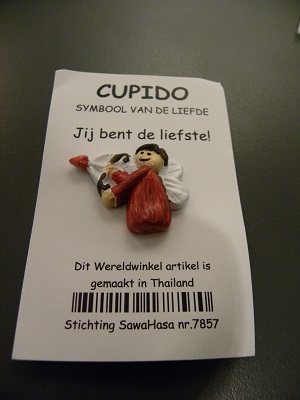 CUPIDO
SYMBOOL VAN DE LIEFDE
Jij bent de liefste!
Dit Wereldwinkel artikel is
gemaakt in Thailand
Stichting SawaHasa nr.7857